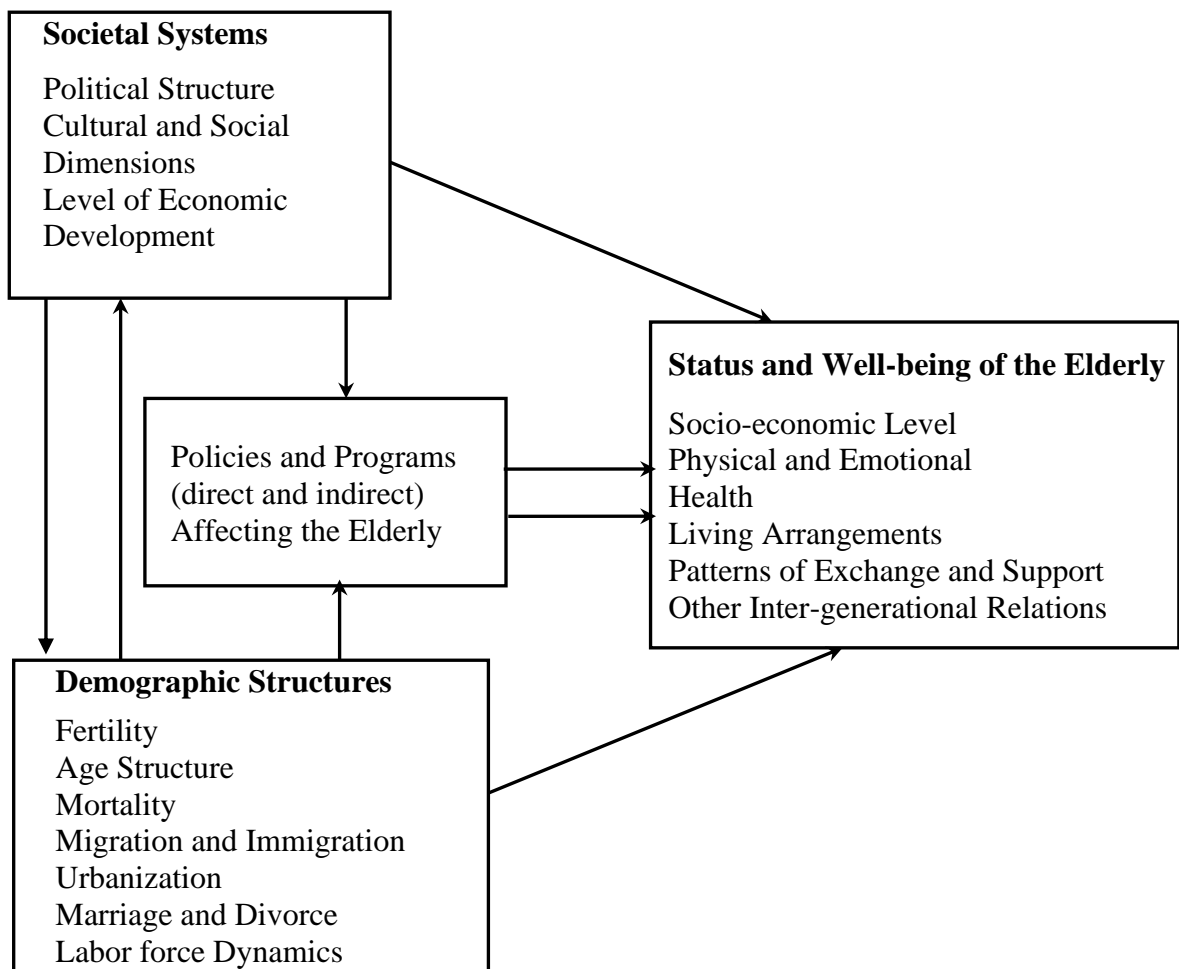 Societal Systems
Political Structure
Cultural and Social
Dimensions
Level of Economic
Development
Policies and Programs
(direct and indirect)
Affecting the Elderly
Status and Well-being of the Elderly
Socio-economic Level
Physical and Emotional
Health
Living Arrangements
Patterns of Exchange and Support
Other Inter-generational Relations
Demographic Structures
Fertility
Age Structure
Mortality
Migration and Immigration
Urbanization
Marriage and Divorce
Labor force Dynamics